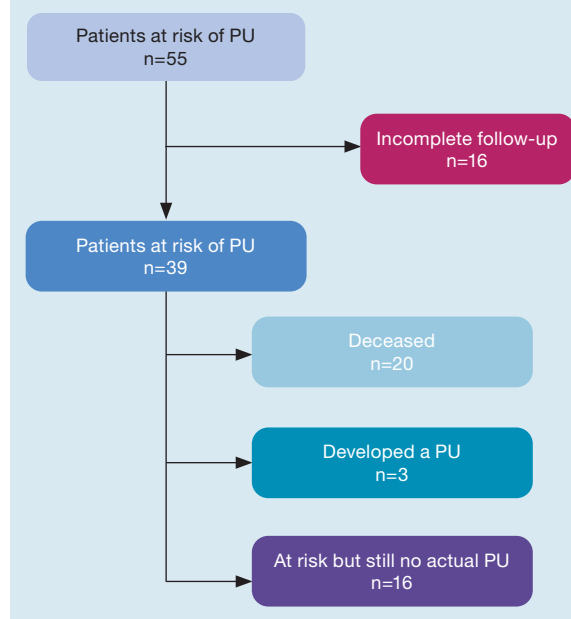 Patients at risk of PU
n=55
Incomplete follow-up
n=16
Patients at risk of PU
n=39
Deceased
n=20
Developed a PU
n=3
At risk but still no actual PU
n=16